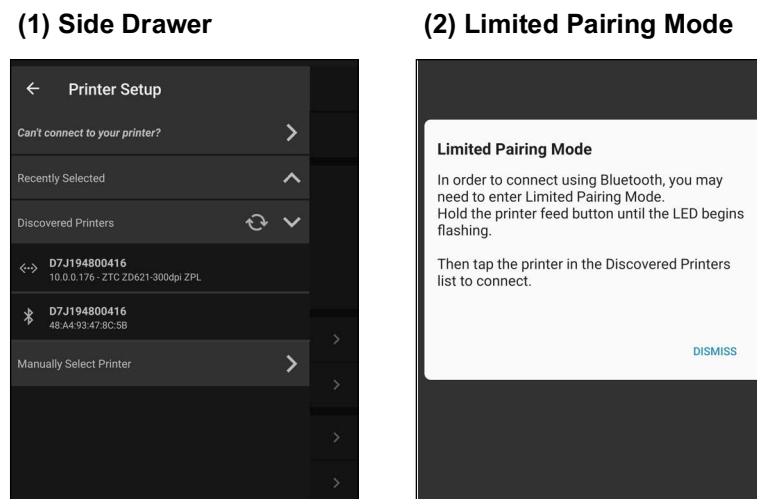 (1) Side Drawer
Printer Setup
Can't connect to your printer?
Recently Selected
Discovered Printers
D7J194800416
10.0.0.176 - ZTC ZD621-300dpi ZPL
D7J194800416
48:A4:93:47:8C:5B
Manually Select Printer
(2) Limited Pairing Mode
Limited Pairing Mode
In order to connect using Bluetooth, you may
need to enter Limited Pairing Mode.
Hold the printer feed button until the LED begins
flashing.
Then tap the printer in the Discovered Printers
list to connect.
DISMISS